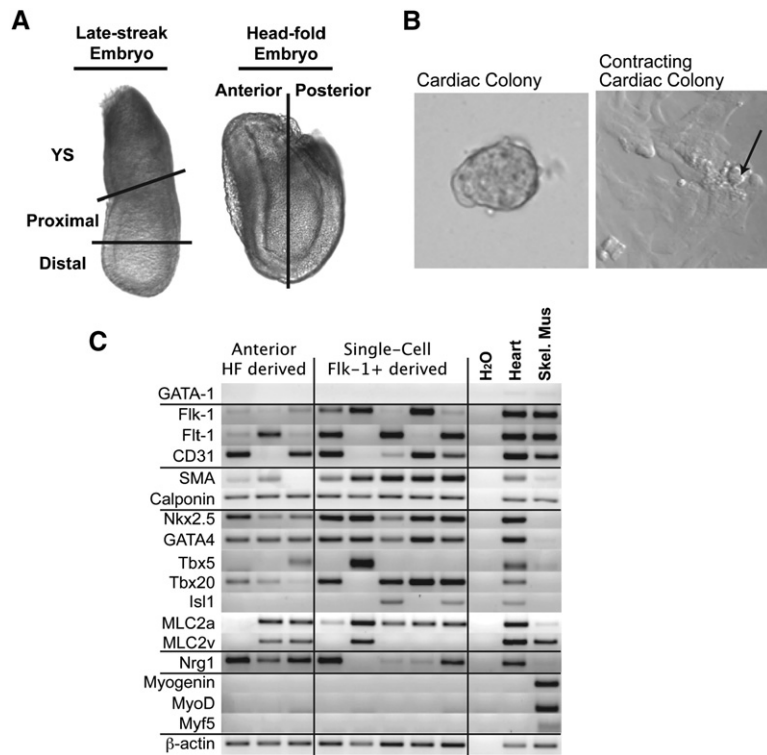 A
Late-streak
Embryo
Head-fold
Embryo
Anterior
Posterior
YS
Proximal
Distal
B
Cardiac Colony
Contracting
Cardiac Colony
C
Anterior
HF derived
Single-Cell
Flk-1+ derived
H2O
Heart
Skel. Mus
GATA-1
Flk-1
Flt-1
CD31
SMA
Calponin
Nkx2.5
GATA4
Tbx5
Tbx20
Isl1
MLC2a
MLC2v
Nrg1
Myogenin
MyoD
Myf5
β-actin